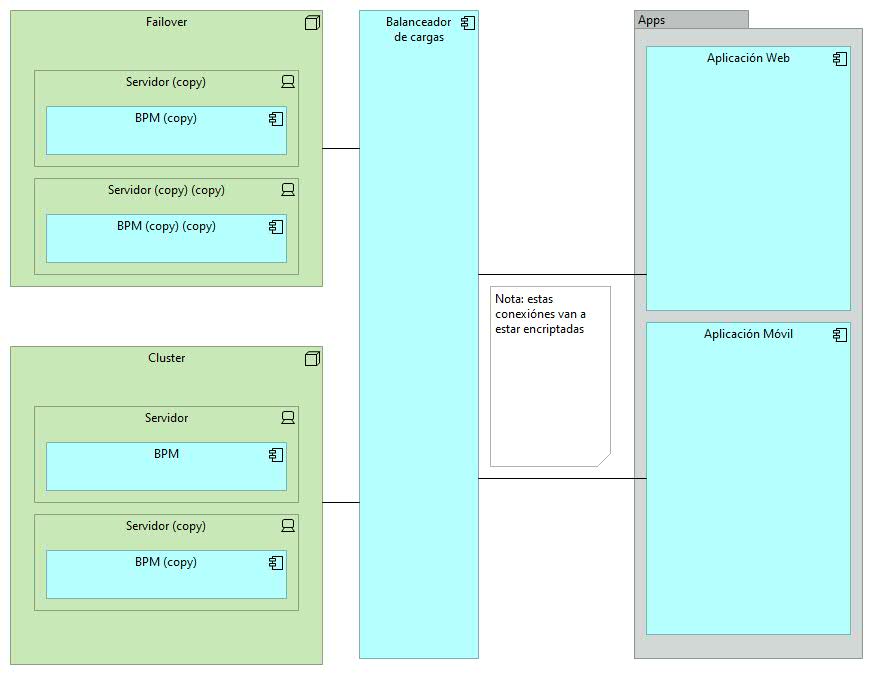 Failover
Servidor (copy)
BPM (copy)
Servidor (copy) (copy)
BPM (copy) (copy)
Cluster
Servidor
BPM
Servidor (copy)
BPM (copy)
Balanceador
de cargas
Nota: estas
conexiónes van a
estar encriptadas
Apps
Aplicación Web
Aplicación Móvil